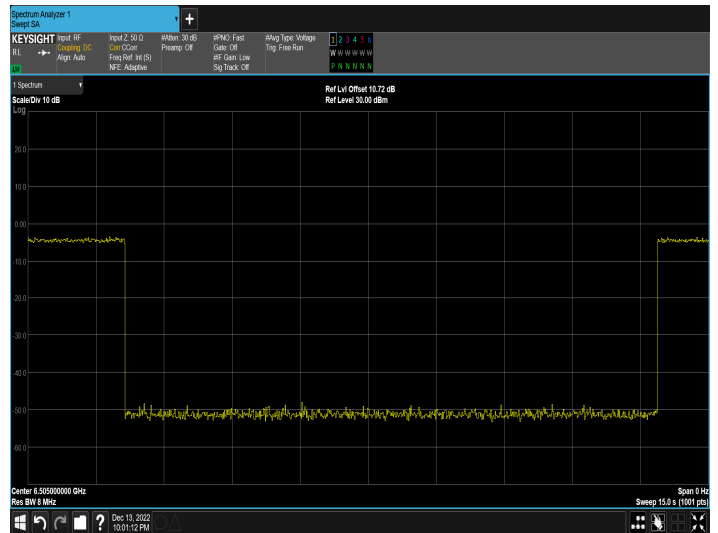 Spectrum Analyzer 1
Swept SA
KEYSIGHT
RL
Input: RF
Coupling: DC
Align: Auto
Input Z: 50 Ω
Corr CCorr
Freq Ref: Int (S)
NFE: Adaptive
#Atten: 30 dB
Preamp: Off
#PNO: Fast
Gate: Off
#IF Gain: Low
Sig Track: Off
#Avg Type: Voltage
Trig: Free Run
1 2 3 4 5 6
W W W W W W
P N N N N N
1 Spectrum
Scale/Div 10 dB
Ref Lvl Offset 10.72 dB
Ref Level 30.00 dBm
Log
20.0
10.0
0.00
-10.0
-20.0
-30.0
-40.0
-50.0
-60.0
Center 6.505000000 GHz
Res BW 8 MHz
Span 0 Hz
Sweep 15.0 s (1001 pts)
?
Dec 13, 2022
10:01:12 PM